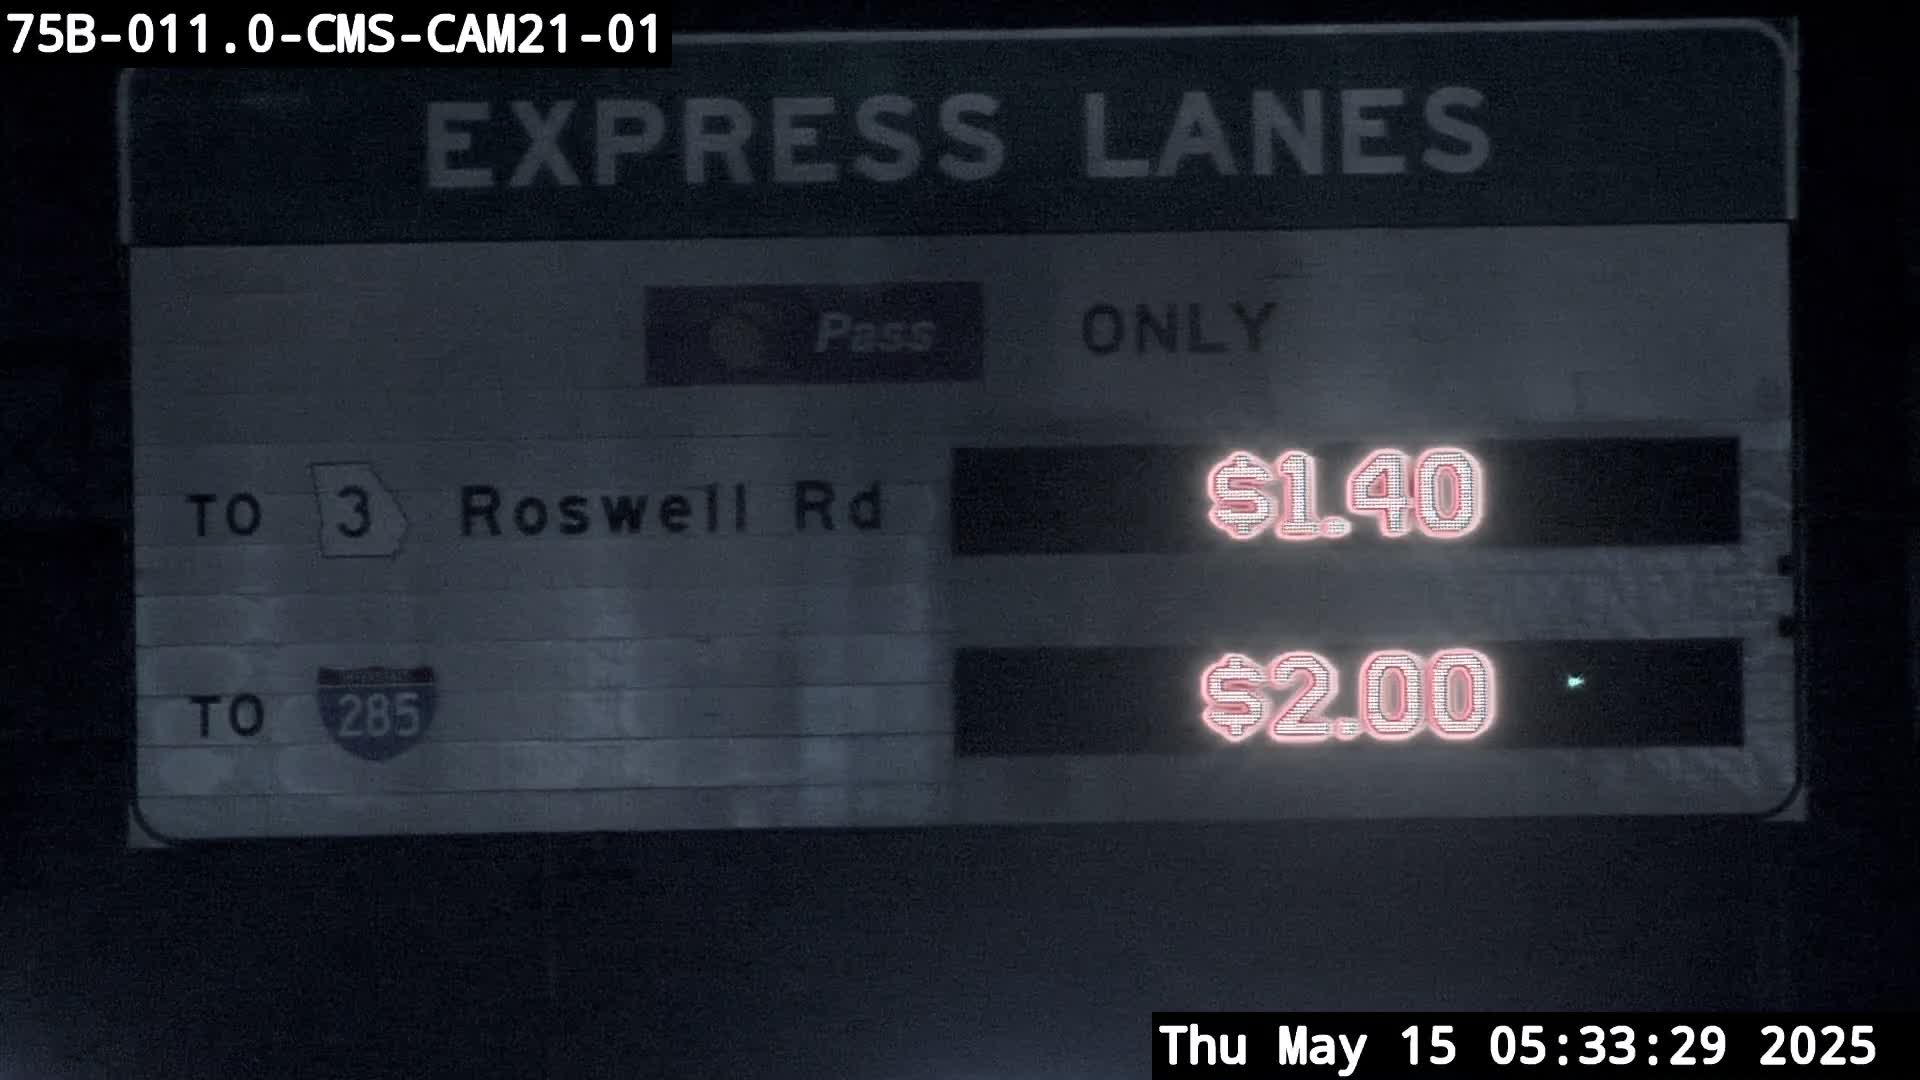 75B-011.0-CMS-CAM21-01
EXPRESS LANES
Pass ONLY
TO 3 Roswell Rd $1.40
TO 285 $2.00
Thu May 15 05:33:29 2025